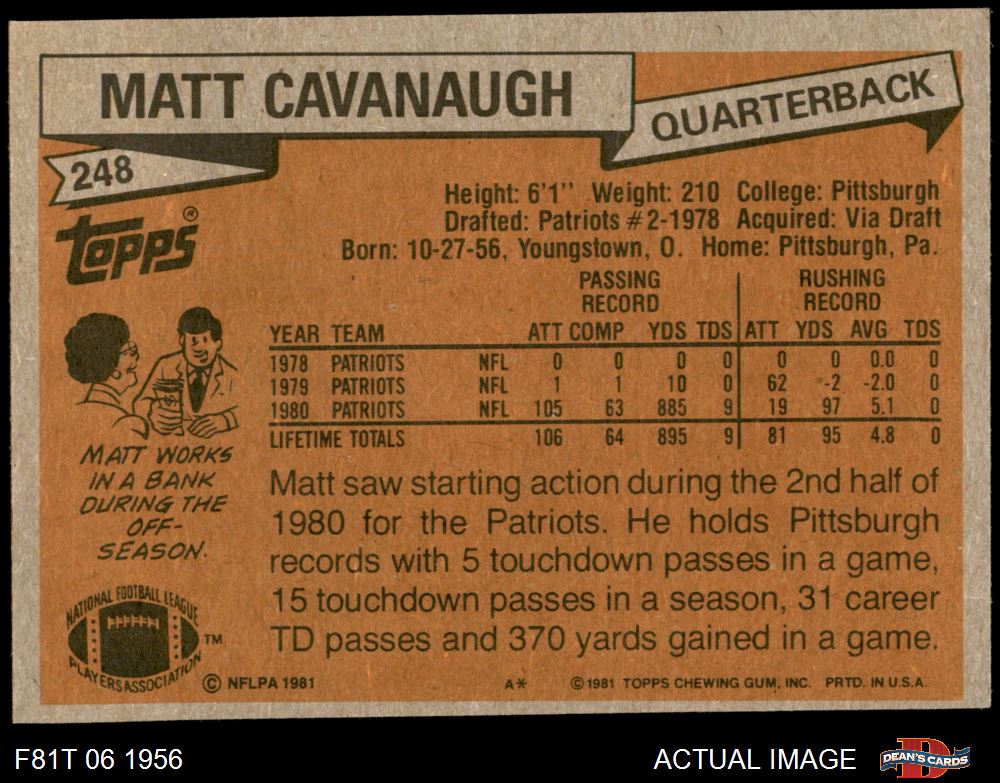 MATT CAVANAUGH
QUARTERBACK
248
TOPPS®
Height: 6'1'' Weight: 210 College: Pittsburgh
Drafted: Patriots #2-1978 Acquired: Via Draft
Born: 10-27-56, Youngstown, O. Home: Pittsburgh, Pa.
PASSING RECORD RUSHING RECORD
YEAR TEAM ATT COMP YDS TDS ATT YDS AVG TDS
1978 PATRIOTS NFL 0 0 0 0 0 0 0.0 0
1979 PATRIOTS NFL 1 1 10 0 62 -2 -2.0 0
1980 PATRIOTS NFL 105 63 885 9 19 97 5.1 0
LIFETIME TOTALS 106 64 895 9 81 95 4.8 0
$
MATT WORKS
IN A BANK
DURING THE
OFF-
SEASON.
Matt saw starting action during the 2nd half of
1980 for the Patriots. He holds Pittsburgh
records with 5 touchdown passes in a game,
15 touchdown passes in a season, 31 career
TD passes and 370 yards gained in a game.
NATIONAL FOOTBALL LEAGUE
PLAYERS ASSOCIATION
TM
© NFLPA 1981 A* © 1981 TOPPS CHEWING GUM, INC. PRTD. IN U.S.A.
F81T 06 1956 ACTUAL IMAGE
D
DEAN'S CARDS